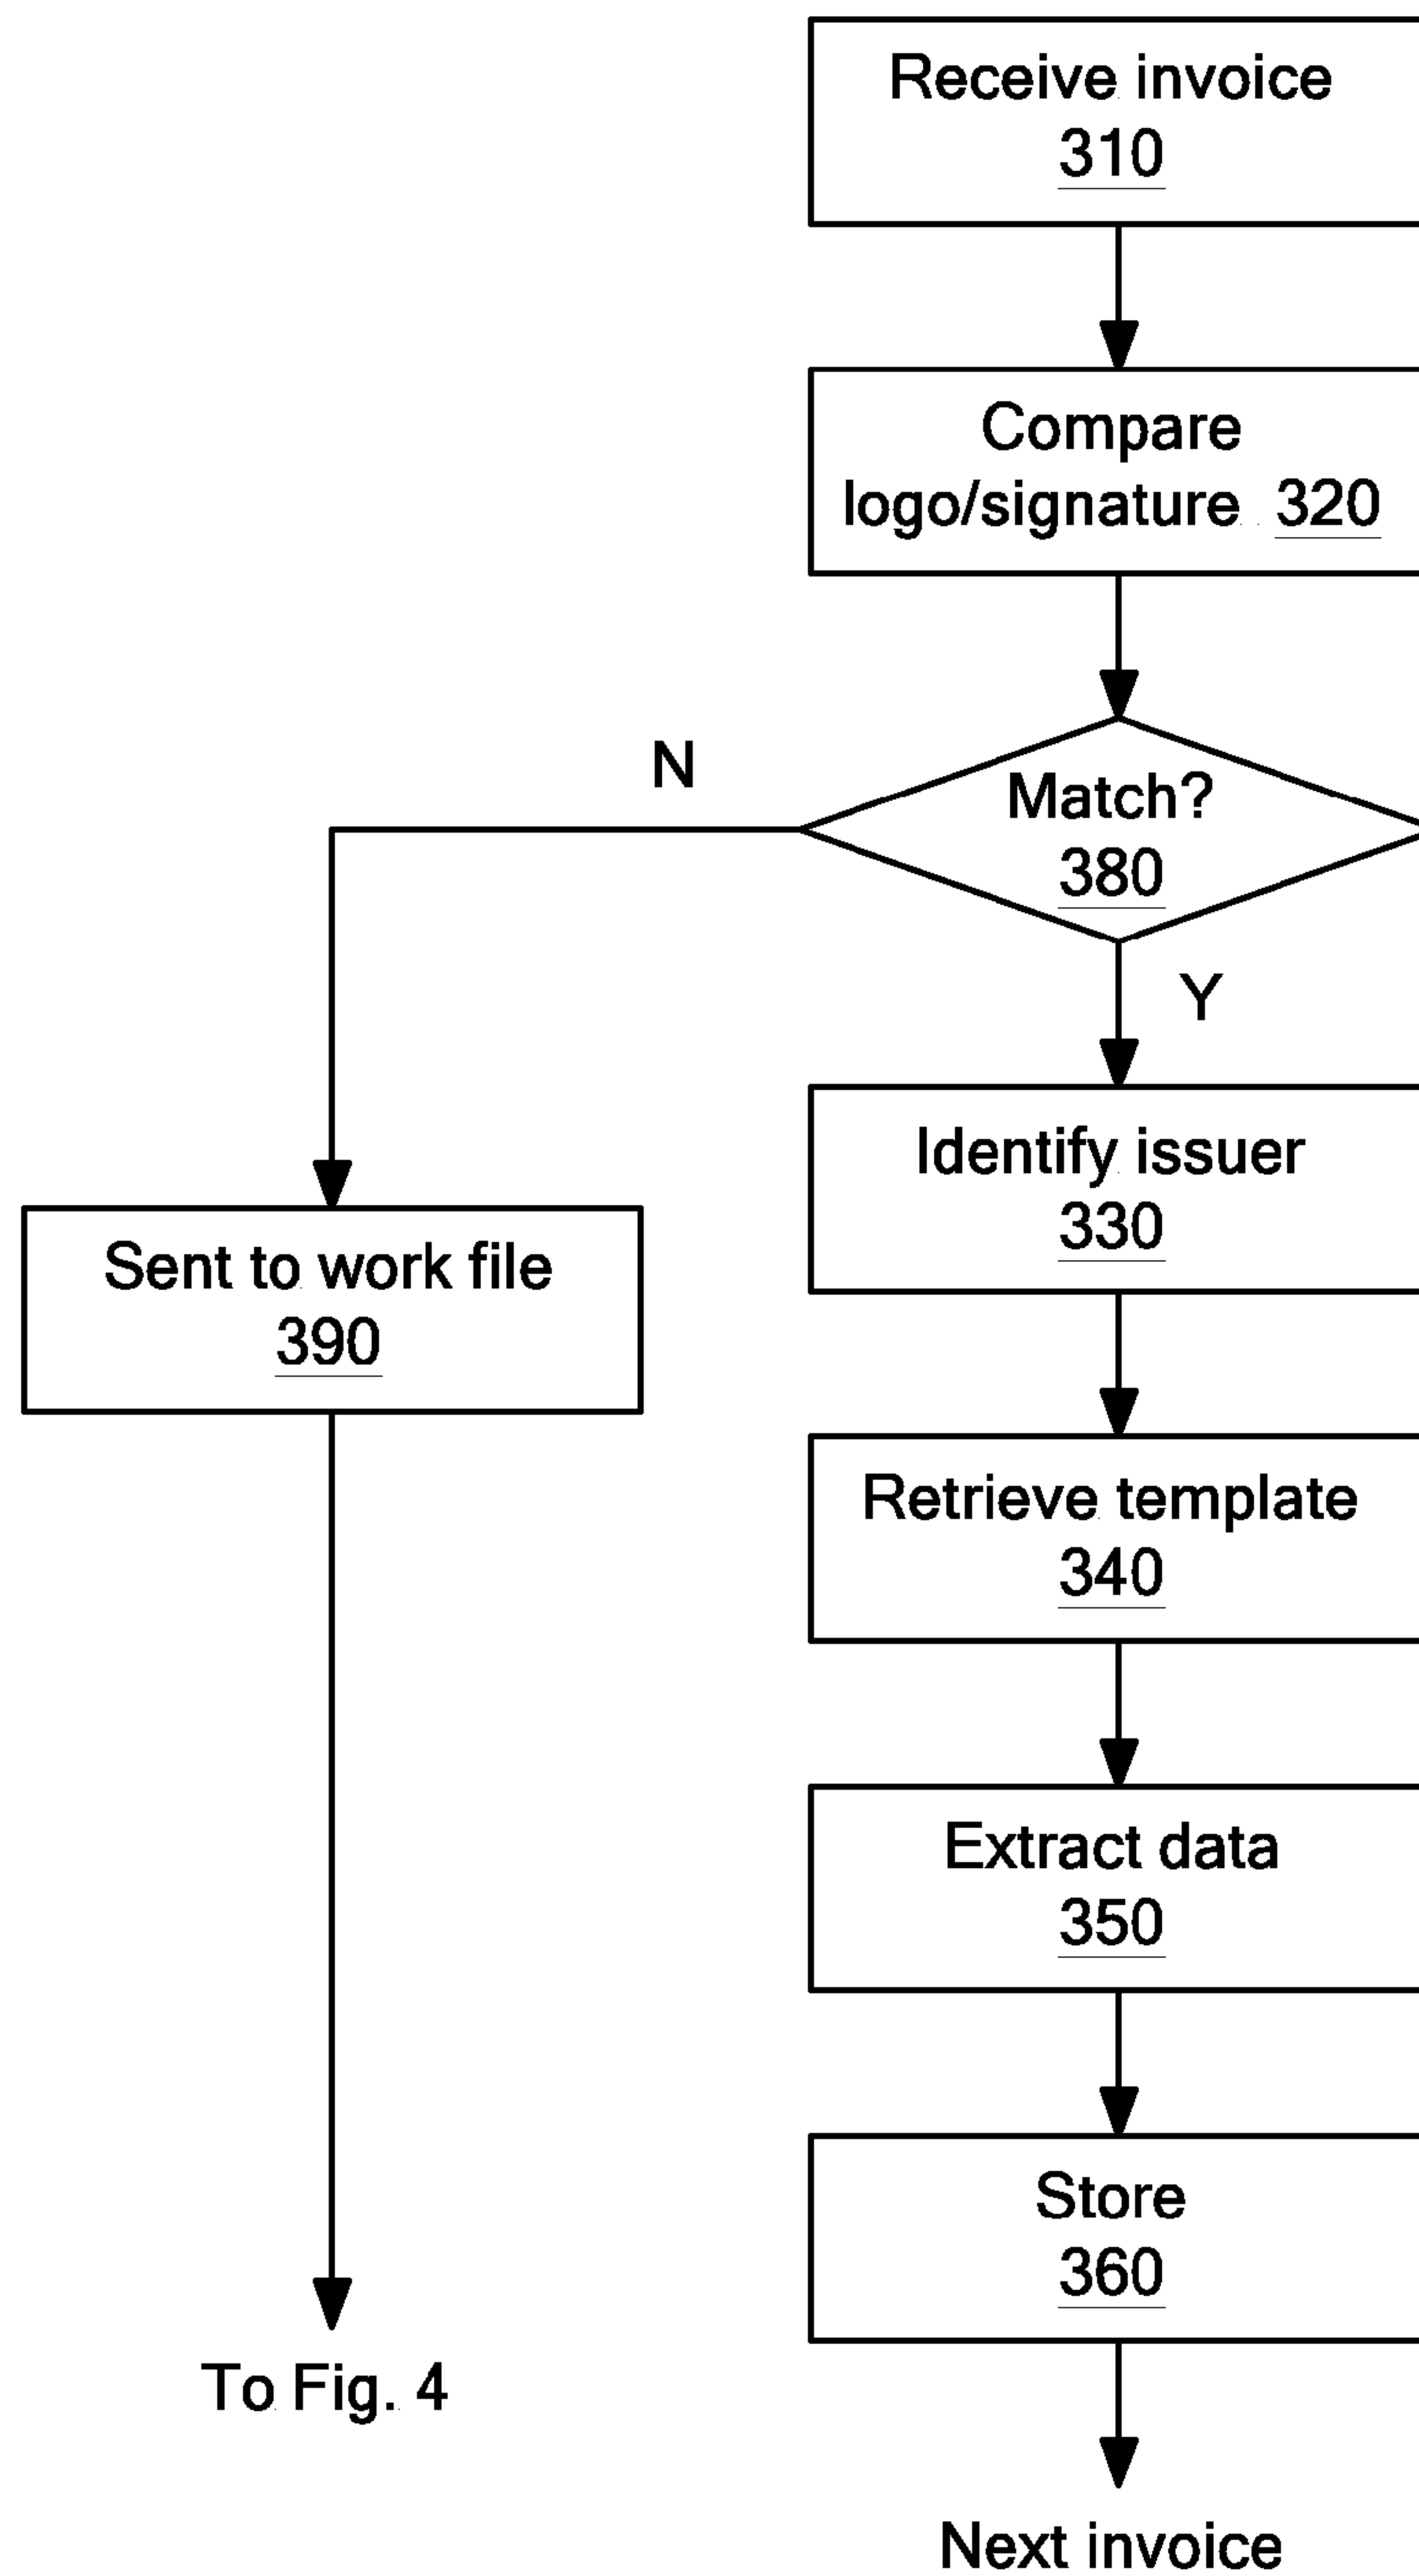 Receive invoice
310
Compare
logo/signature 320
Match?
380
N
Y
Identify issuer
330
Sent to work file
390
Retrieve template
340
Extract data
350
Store
360
To Fig. 4
Next invoice